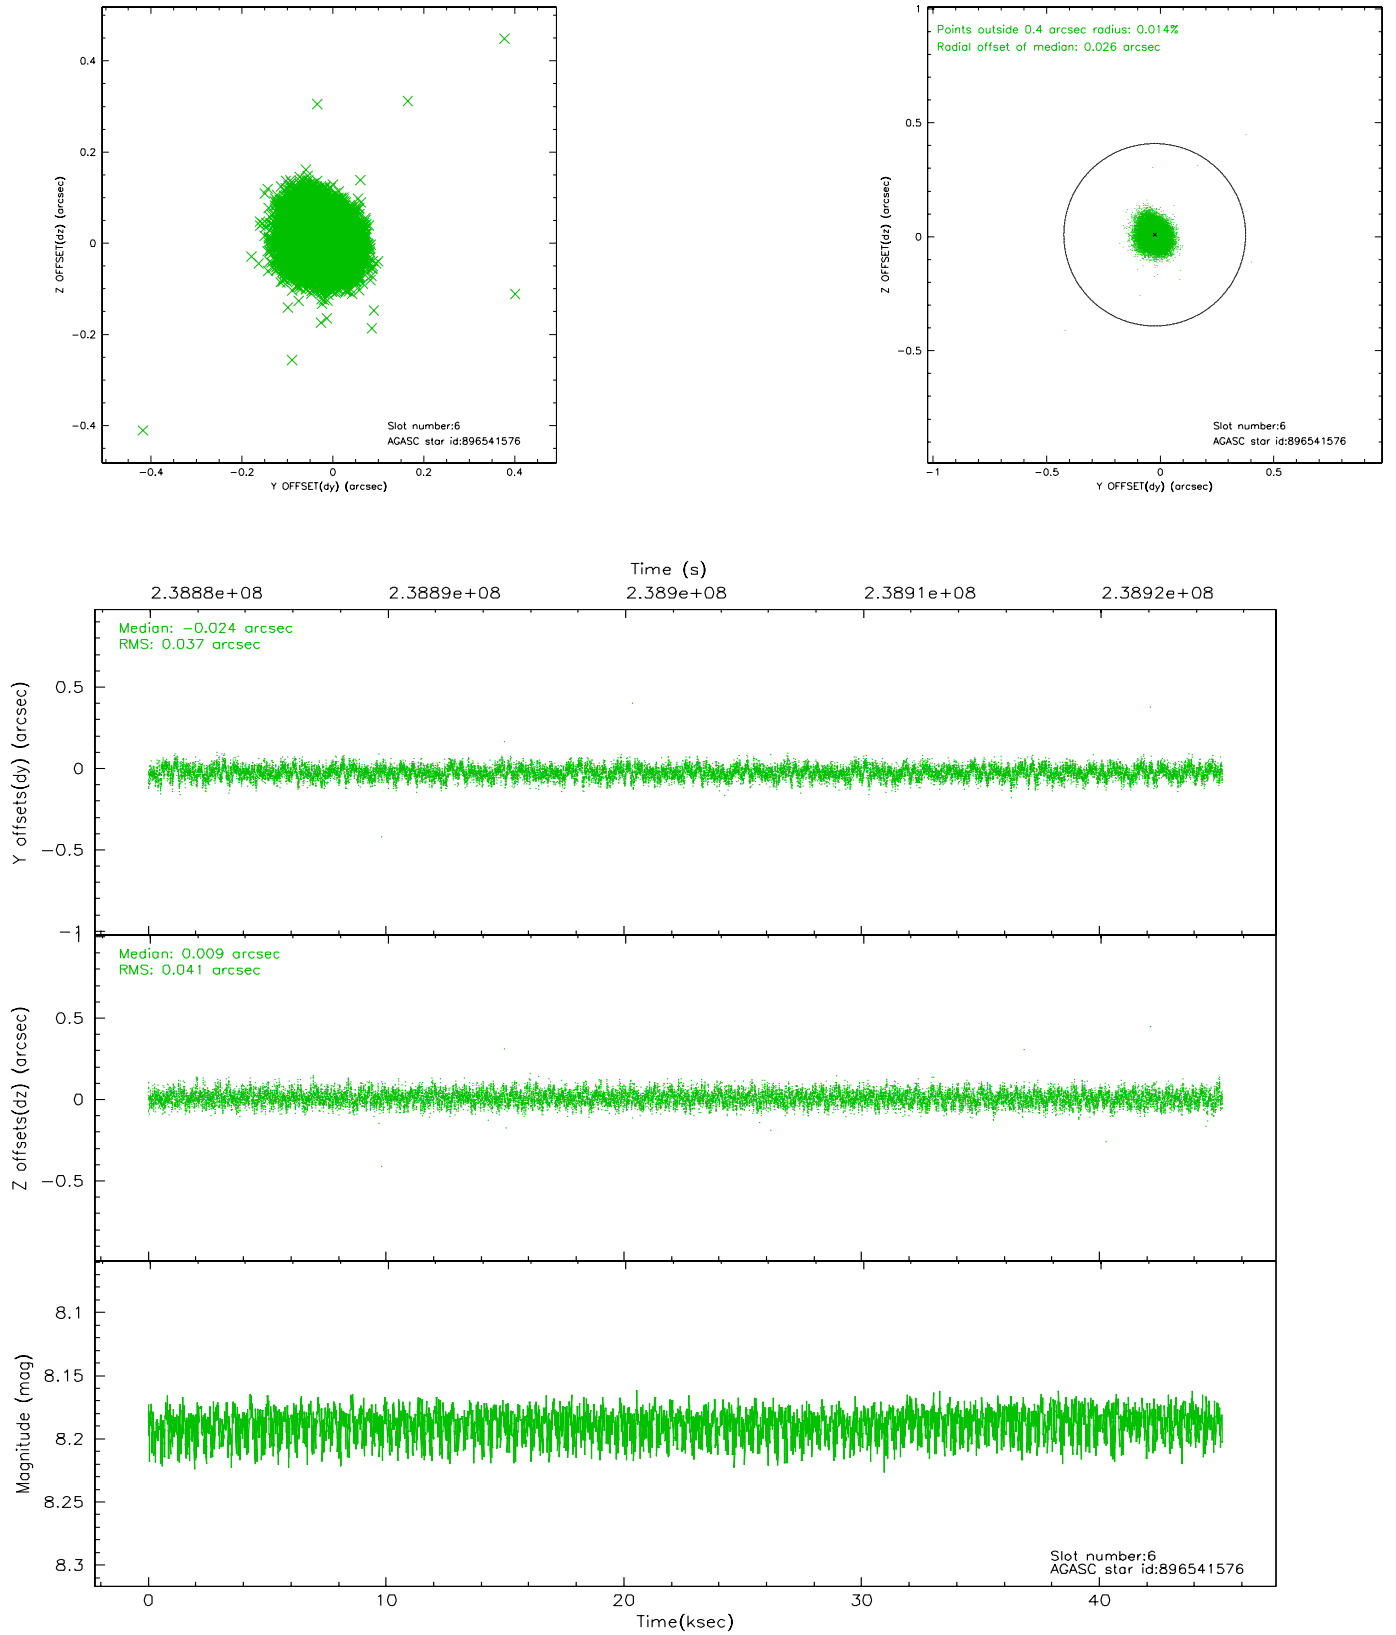 0.4
0.2
0
−0.2
−0.4
Z OFFSET(dz) (arcsec)
−0.4 −0.2 0 0.2 0.4
Y OFFSET(dy) (arcsec)
Slot number:6
AGASC star id:896541576
Points outside 0.4 arcsec radius: 0.014%
Radial offset of median: 0.026 arcsec
1
0.5
0
−0.5
Z OFFSET(dz) (arcsec)
−1 −0.5 0 0.5
Y OFFSET(dy) (arcsec)
Slot number:6
AGASC star id:896541576
Time (s)
2.3888e+08 2.3889e+08 2.389e+08 2.3891e+08 2.3892e+08
Median: −0.024 arcsec
RMS: 0.037 arcsec
0.5
0
−0.5
−1
Y offsets(dy) (arcsec)
Median: 0.009 arcsec
RMS: 0.041 arcsec
1
0.5
0
−0.5
Z offsets(dz) (arcsec)
8.1
8.15
8.2
8.25
8.3
Magnitude (mag)
Slot number:6
AGASC star id:896541576
0 10 20 30 40
Time(ksec)